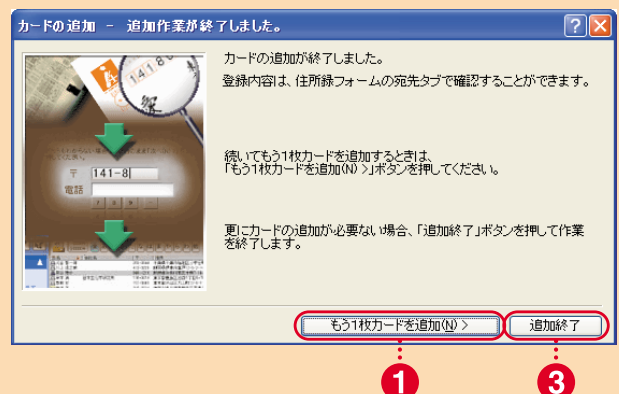 カードの追加 － 追加作業が終了しました。
カードの追加が終了しました。
登録内容は、住所録フォームの宛先タブで確認することができます。
141-8
続いてもう1枚カードを追加するときは、
「もう1枚カードを追加(N) >」ボタンを押してください。
〒 141-8
電話
更にカードの追加が必要ない場合、「追加終了」ボタンを押して作業
を終了します。
もう1枚カードを追加(N) > 追加終了
1 3